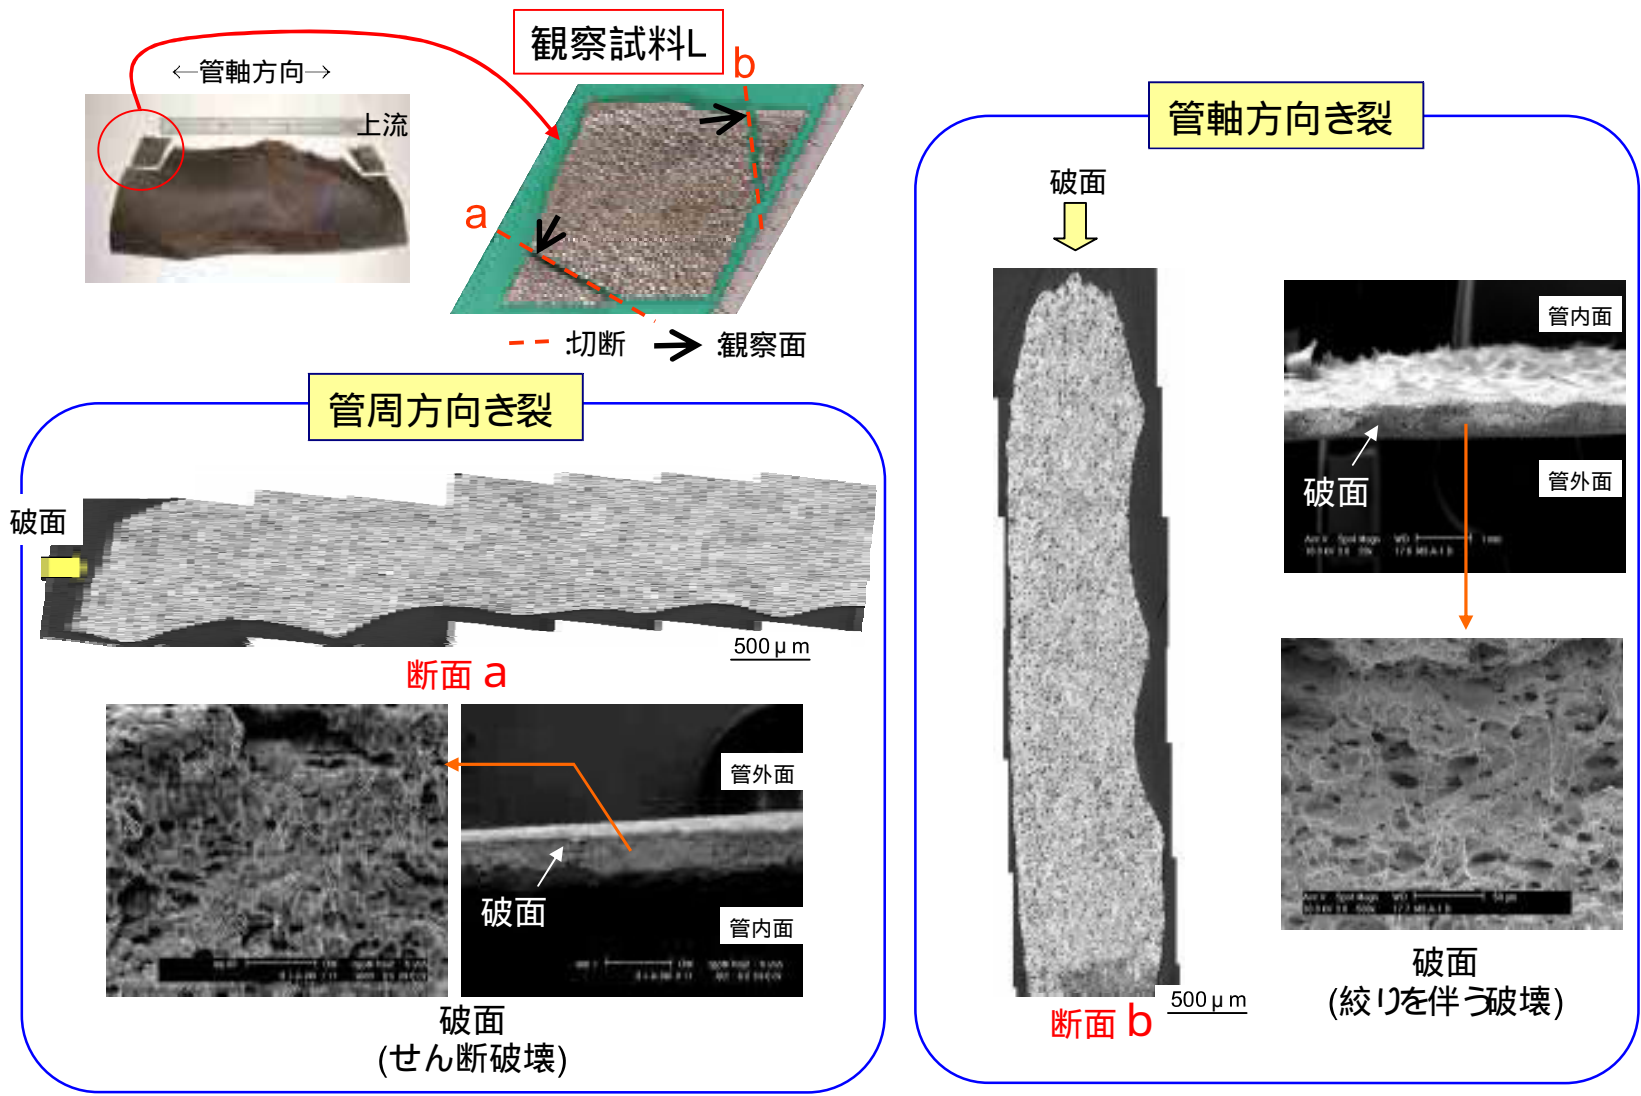 観察試料L
←管軸方向→
上流
b
a
:切断
:観察面
管周方向き裂
破面
500μm
断面 a
管外面
破面
管内面
破面
(せん断破壊)
管軸方向き裂
破面
管内面
破面
管外面
500μm
断面 b
破面
(絞りを伴う破壊)